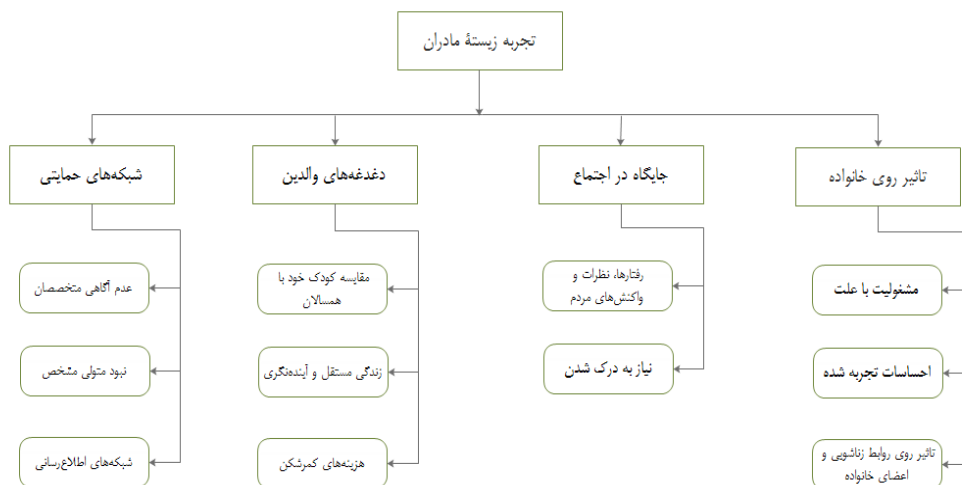 تجربه زیستهٔ مادران
تاثیر روی خانواده
جایگاه در اجتماع
دغدغه‌های والدین
شبکه‌های حمایتی
مشغولیت با علت
احساسات تجربه شده
تاثیر روی روابط زناشویی و
اعضای خانواده
رفتارها، نظرات و
واکنش‌های مردم
نیاز به درک شدن
مقایسه کودک خود با
همسالان
زندگی مستقل و آینده‌نگری
هزینه‌های کمرشکن
عدم آگاهی متخصصان
نبود متولی مشخص
شبکه‌های اطلاع‌رسانی